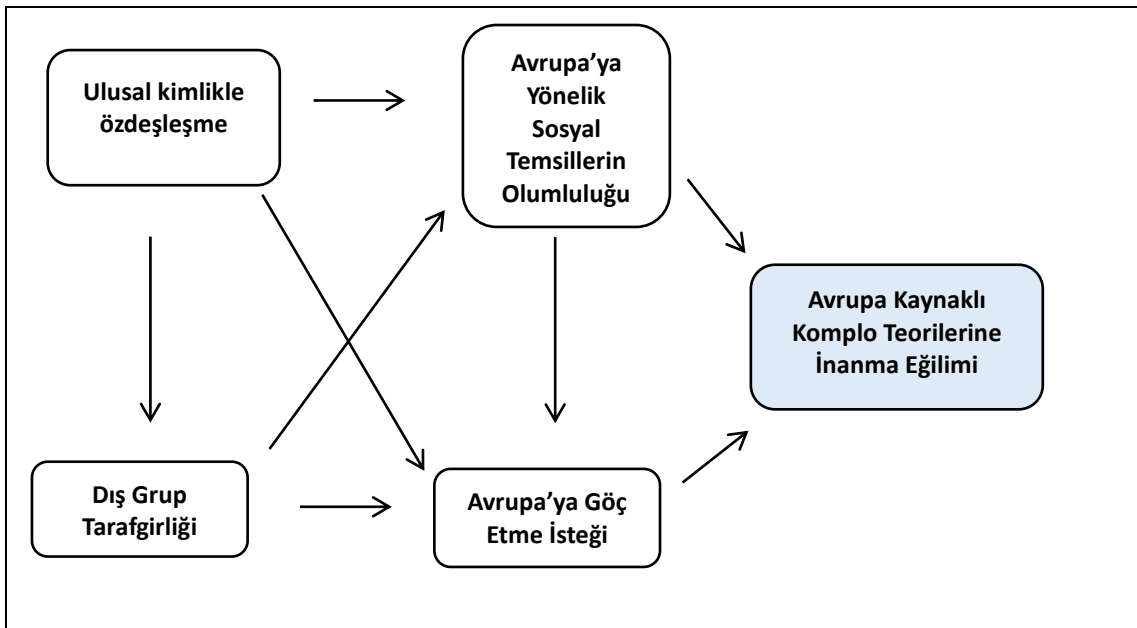 Ulusal kimlikle
özdeşleşme
Avrupa’ya
Yönelik
Sosyal
Temsillerin
Olumluluğu
Avrupa Kaynaklı
Komplo Teorilerine
İnanma Eğilimi
Dış Grup
Tarafgirliği
Avrupa’ya Göç
Etme İsteği